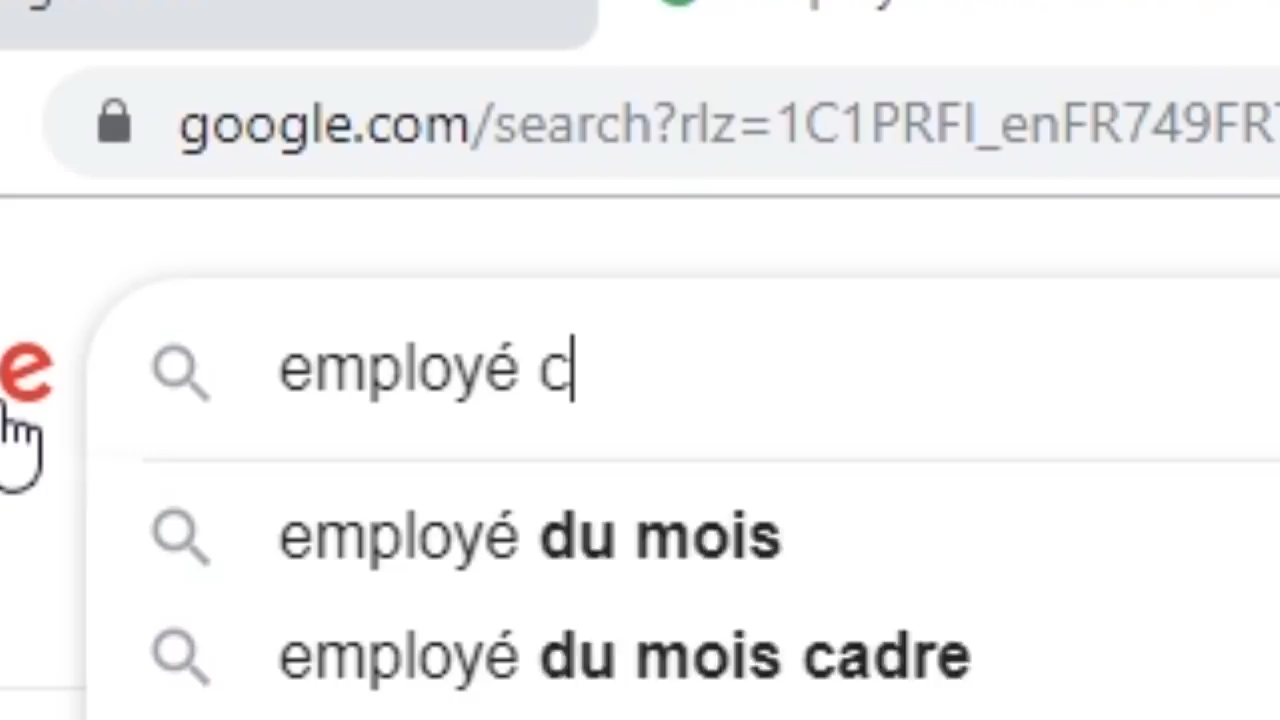 google.com/search?rlz=1C1PRFI_enFR749FR
e
employé c
employé du mois
employé du mois cadre